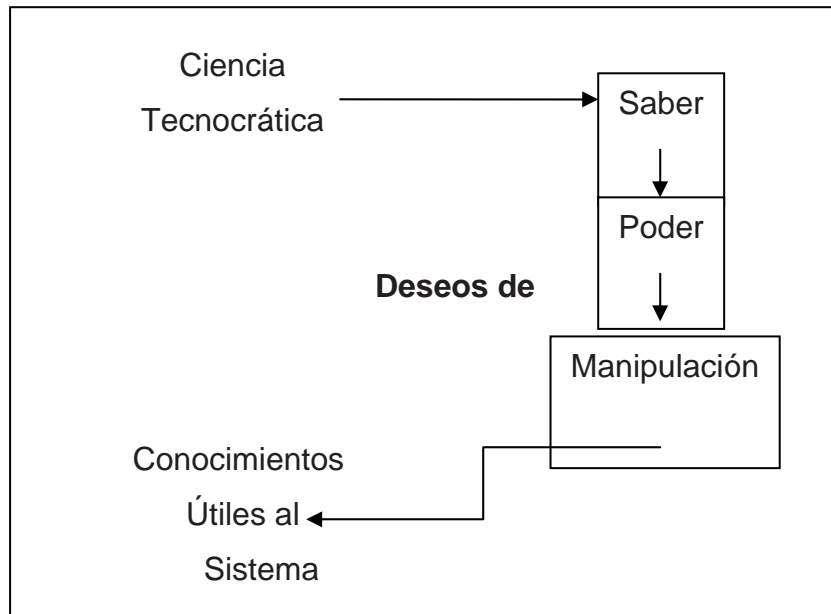 Ciencia
Tecnocrática
Saber
Poder
Deseos de
Manipulación
Conocimientos
Útiles al
Sistema